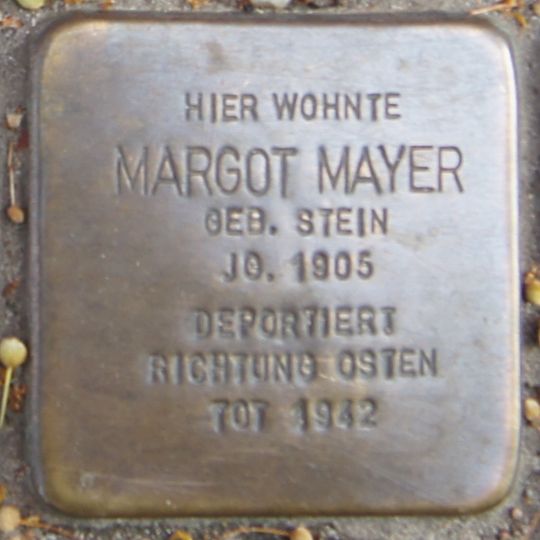 HIER WOHNTE
MARGOT MAYER
GEB. STEIN
JG. 1905
DEPORTIERT
RICHTUNG OSTEN
TOT 1942